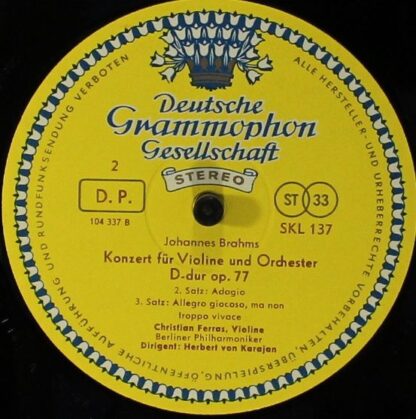 ALLE HERSTELLER- UND URHEBERRECHTE VORBEHALTEN, ÜBERSPIELUNG, ÖFFENTLICHE AUFFÜHRUNG UND RUNDFUNKSENDUNG VERBOTEN
Deutsche
Grammophon
Gesellschaft
STEREO
2
D. P.
104 337 B
ST 33
SKL 137
Johannes Brahms
Konzert für Violine und Orchester
D-dur op. 77
2. Satz: Adagio
3. Satz: Allegro giocoso, ma non
troppo vivace
Christian Ferras, Violine
Berliner Philharmoniker
Dirigent: Herbert von Karajan